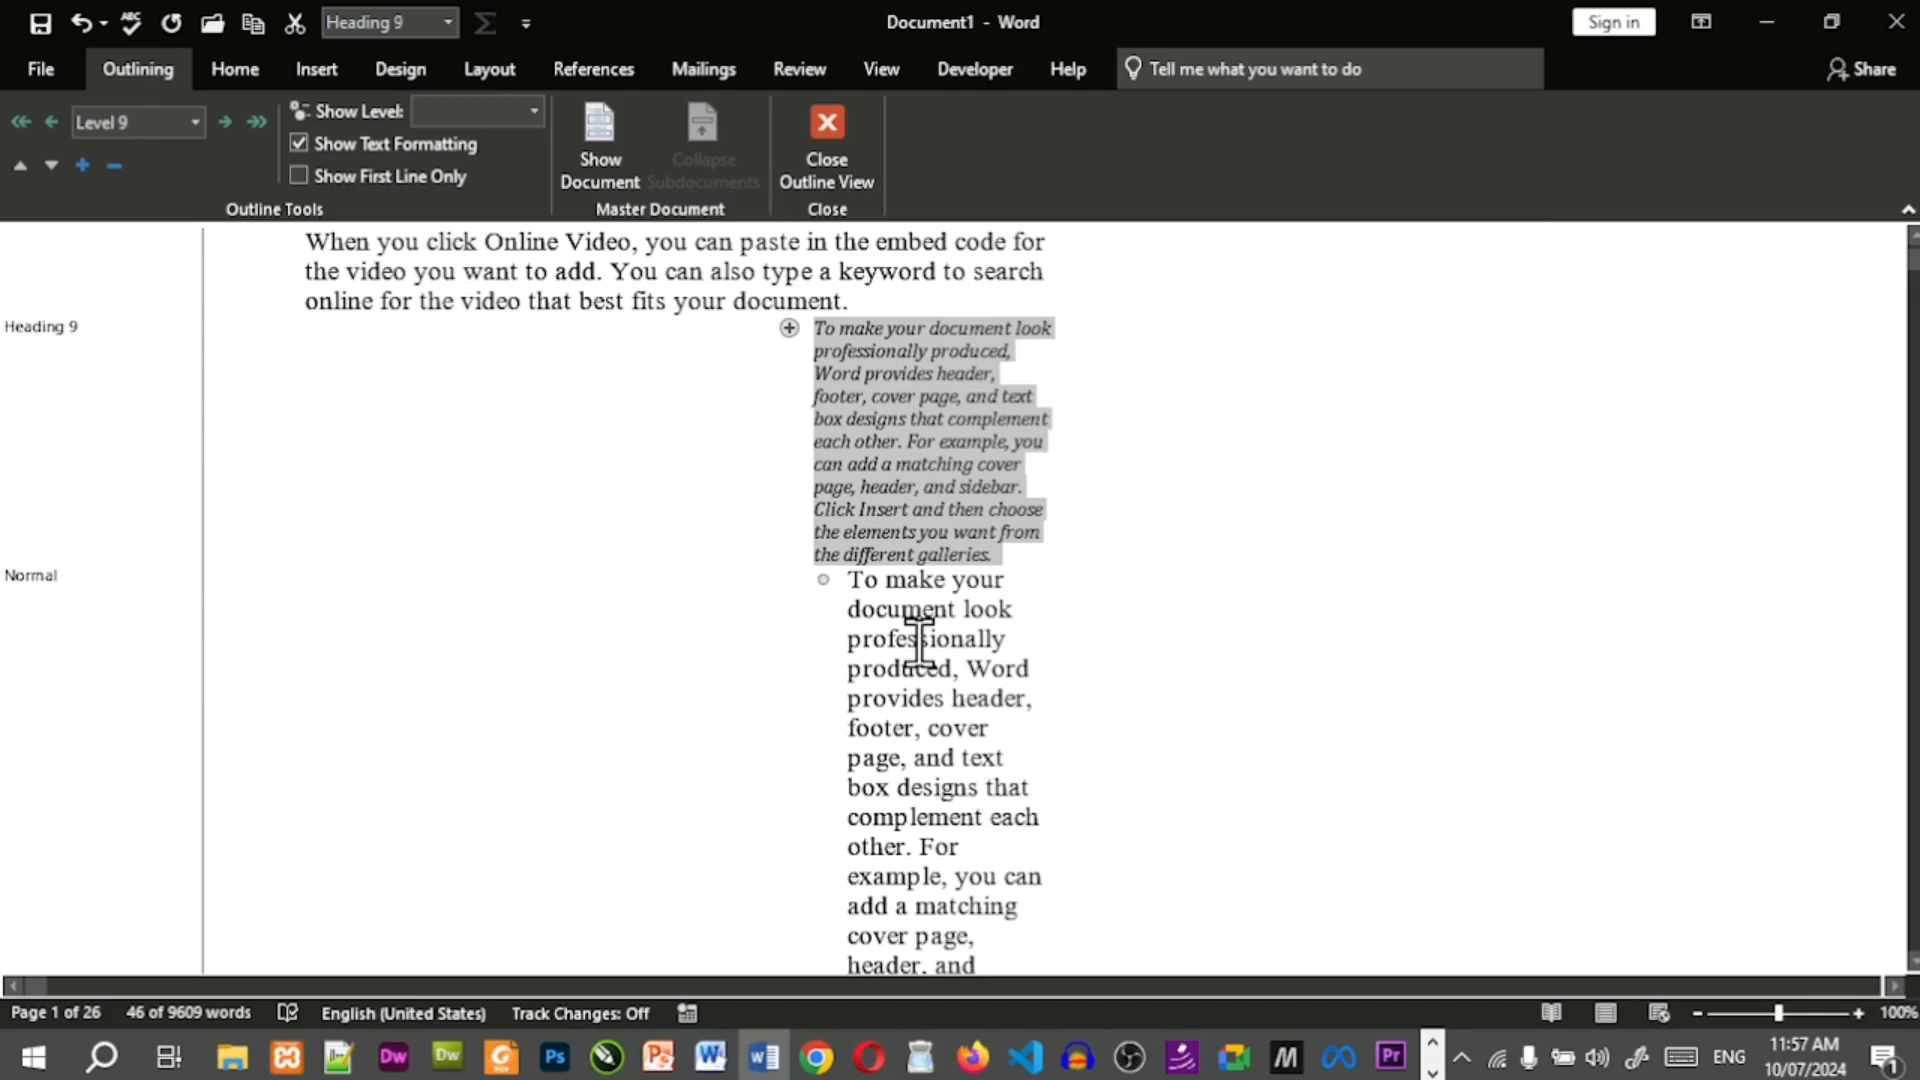 Heading 9
Document1 - Word
Sign in
File
Outlining
Home
Insert
Design
Layout
References
Mailings
Review
View
Developer
Help
Tell me what you want to do
Share
Level 9
Show Level:
Show Text Formatting
Show First Line Only
Outline Tools
Show
Document
Collapse
Subdocuments
Master Document
Close
Outline View
Close
When you click Online Video, you can paste in the embed code for
the video you want to add. You can also type a keyword to search
online for the video that best fits your document.
Heading 9
To make your document look
professionally produced,
Word provides header,
footer, cover page, and text
box designs that complement
each other. For example, you
can add a matching cover
page, header, and sidebar.
Click Insert and then choose
the elements you want from
the different galleries.
Normal
To make your
document look
professionally
produced, Word
provides header,
footer, cover
page, and text
box designs that
complement each
other. For
example, you can
add a matching
cover page,
header, and
Page 1 of 26
46 of 9609 words
English (United States)
Track Changes: Off
100%
Dw
Dw
Ps
M
Pr
ENG
11:57 AM
10/07/2024
1